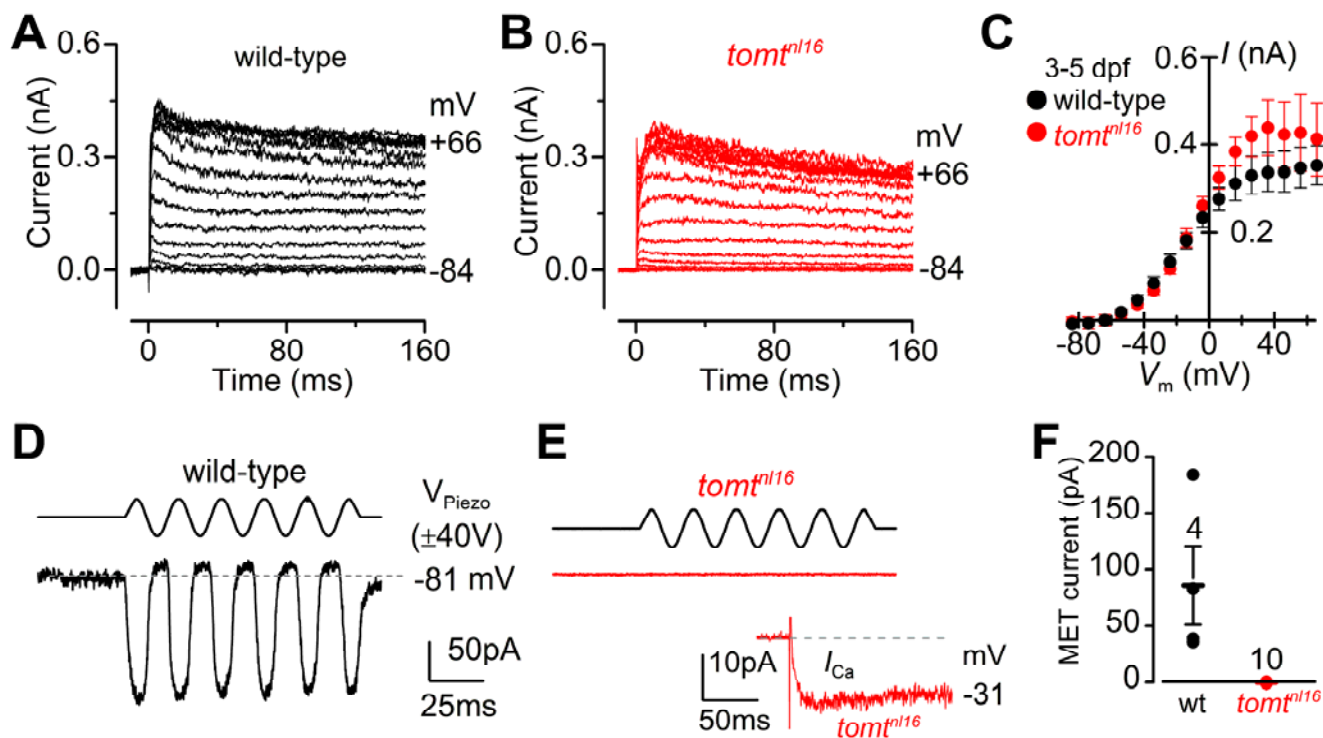 A
wild-type
Current (nA)
0.6
0.3
0.0
mV
+66
-84
0
80
160
Time (ms)
B
tomtⁿˡ¹⁶
Current (nA)
0.6
0.3
0.0
mV
+66
-84
0
80
160
Time (ms)
C
0.6
I (nA)
3-5 dpf
wild-type
tomtⁿˡ¹⁶
0.4
0.2
-80
-40
0
40
Vₘ (mV)
D
wild-type
V_Piezo
(±40V)
-81 mV
50pA
25ms
E
tomtⁿˡ¹⁶
10pA
50ms
I_Ca
mV
-31
tomtⁿˡ¹⁶
F
MET current (pA)
200
150
100
50
0
4
10
wt
tomtⁿˡ¹⁶